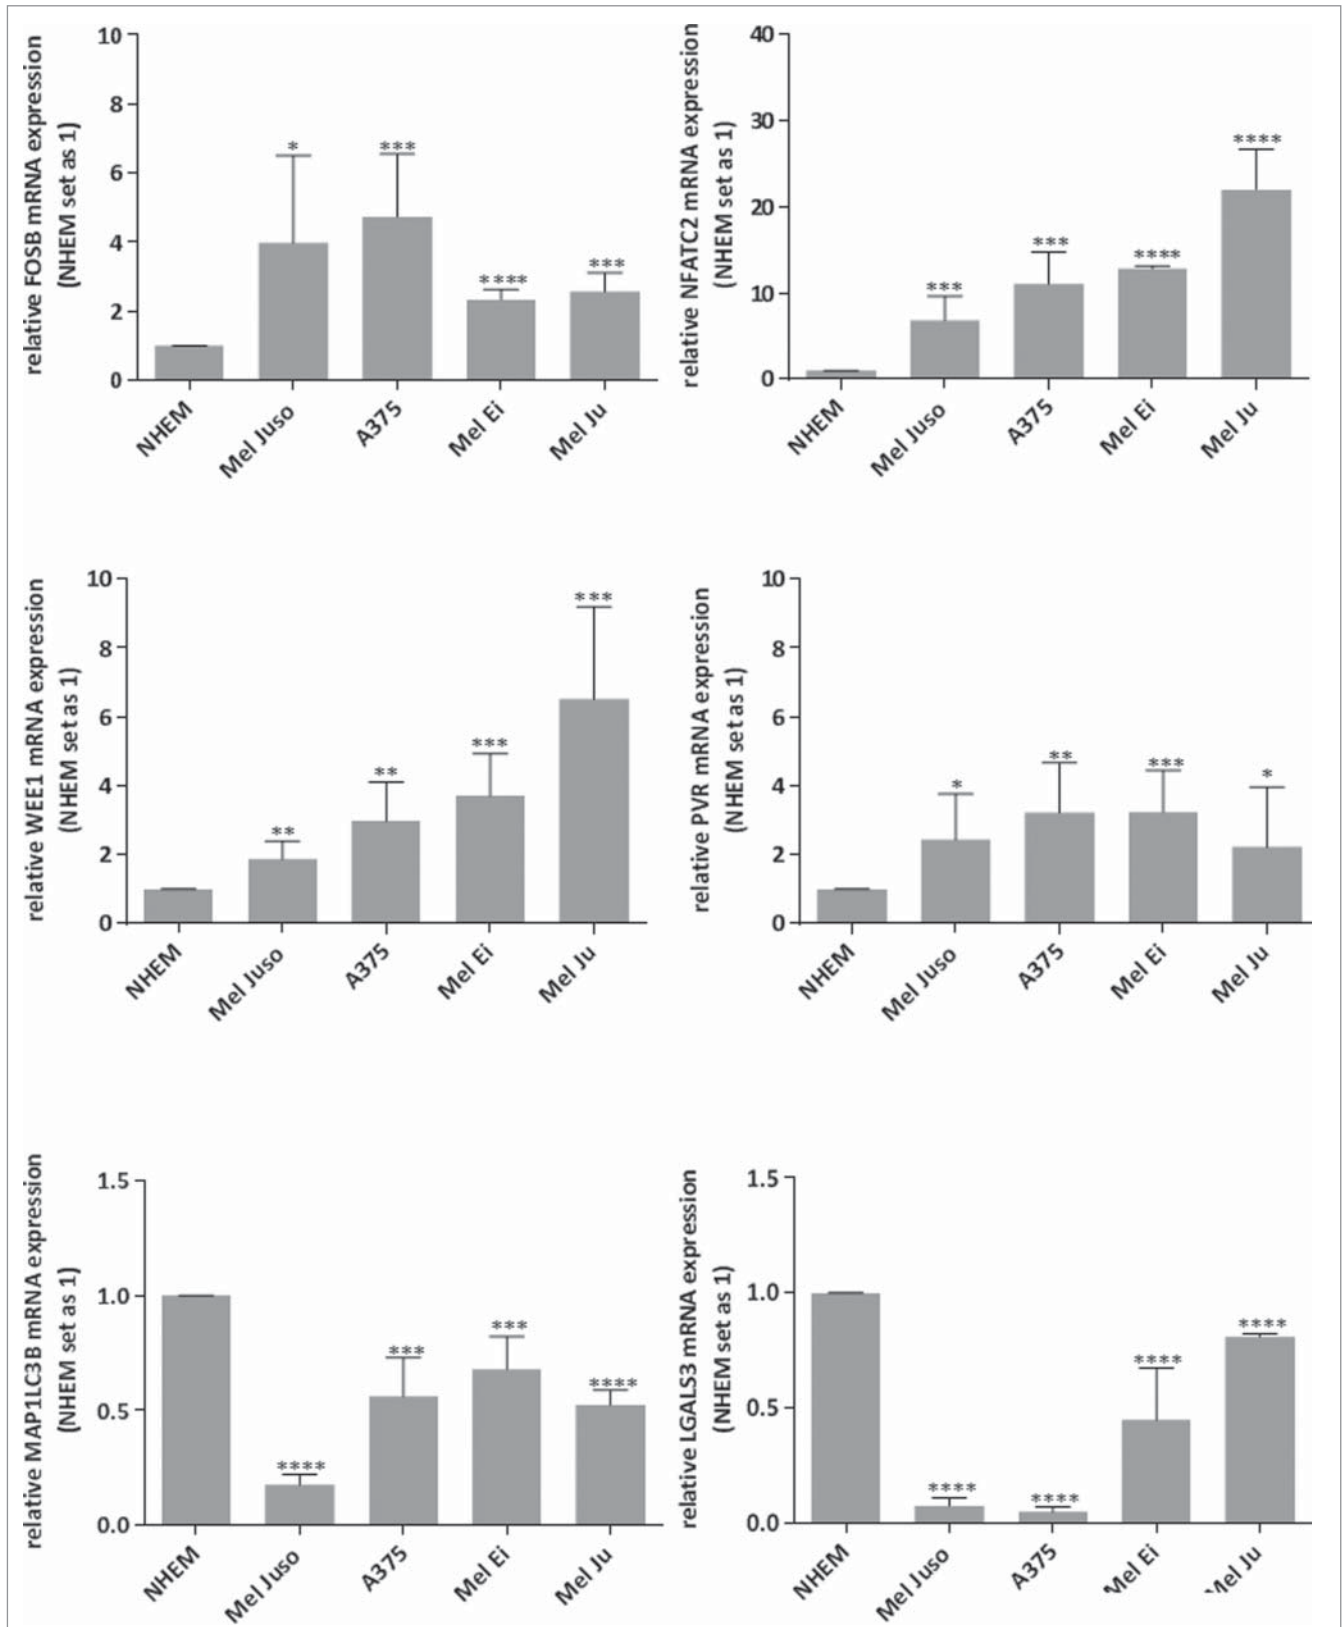 relative FOSB mRNA expression
(NHEM set as 1)
10
8
6
4
2
0
*
***
****
***
NHEM
Mel Juso
A375
Mel Ei
Mel Ju
relative NFATC2 mRNA expression
(NHEM set as 1)
40
30
20
10
0
***
***
****
****
NHEM
Mel Juso
A375
Mel Ei
Mel Ju
relative WEE1 mRNA expression
(NHEM set as 1)
10
8
6
4
2
0
**
**
***
***
NHEM
Mel Juso
A375
Mel Ei
Mel Ju
relative PVR mRNA expression
(NHEM set as 1)
10
8
6
4
2
0
*
**
***
*
NHEM
Mel Juso
A375
Mel Ei
Mel Ju
relative MAP1LC3B mRNA expression
(NHEM set as 1)
1.5
1.0
0.5
0.0
****
***
***
****
NHEM
Mel Juso
A375
Mel Ei
Mel Ju
relative LGALS3 mRNA expression
(NHEM set as 1)
1.5
1.0
0.5
0.0
****
****
****
****
NHEM
Mel Juso
A375
Mel Ei
Mel Ju